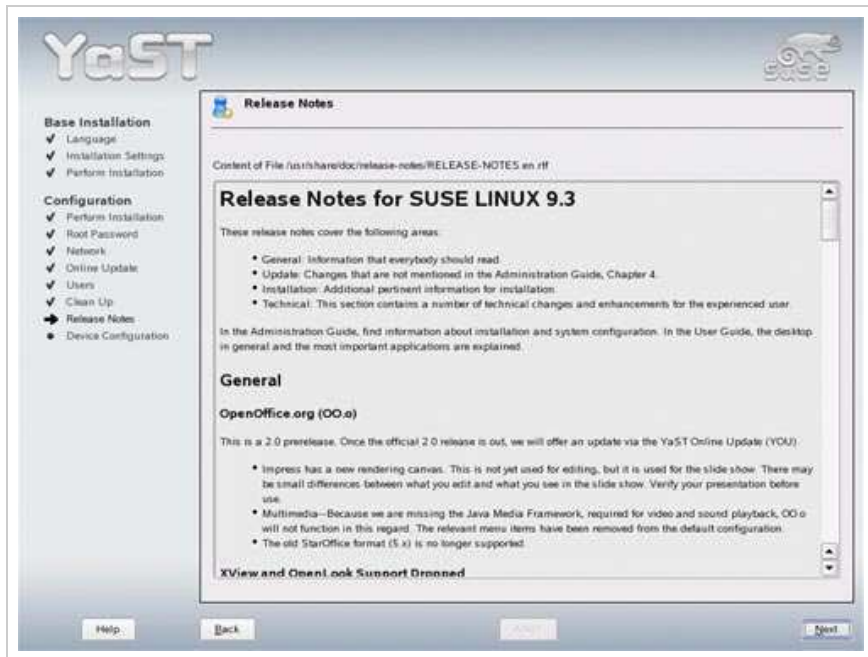 YaST
SUSE
Base Installation
Language
Installation Settings
Perform Installation
Configuration
Perform Installation
Root Password
Network
Online Update
Users
Clean Up
Release Notes
Device Configuration
Release Notes
Content of File /usr/share/doc/release-notes/RELEASE-NOTES.en.rtf
Release Notes for SUSE LINUX 9.3
These release notes cover the following areas:
• General: Information that everybody should read.
• Update: Changes that are not mentioned in the Administration Guide, Chapter 4.
• Installation: Additional pertinent information for installation.
• Technical: This section contains a number of technical changes and enhancements for the experienced user.
In the Administration Guide, find information about installation and system configuration. In the User Guide, the desktop
in general and the most important applications are explained.
General
OpenOffice.org (OO.o)
This is a 2.0 prerelease. Once the official 2.0 release is out, we will offer an update via the YaST Online Update (YOU).
• Impress has a new rendering canvas. This is not yet used for editing, but it is used for the slide show. There may
be small differences between what you edit and what you see in the slide show. Verify your presentation before
use.
• Multimedia—Because we are missing the Java Media Framework, required for video and sound playback, OO.o
will not function in this regard. The relevant menu items have been removed from the default configuration.
• The old StarOffice format (5.x) is no longer supported.
XView and OpenLook Support Dropped
Help
Back
Abort
Next